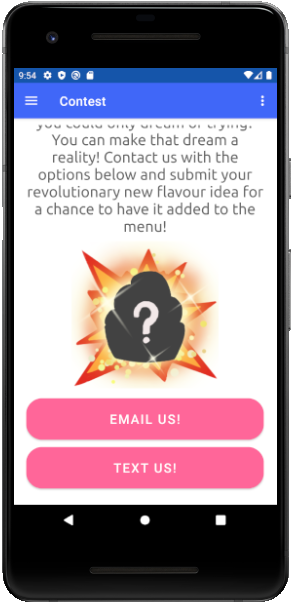 9:54
Contest
you could only dream of trying?
You can make that dream a
reality! Contact us with the
options below and submit your
revolutionary new flavour idea for
a chance to have it added to the
menu!
?
EMAIL US!
TEXT US!